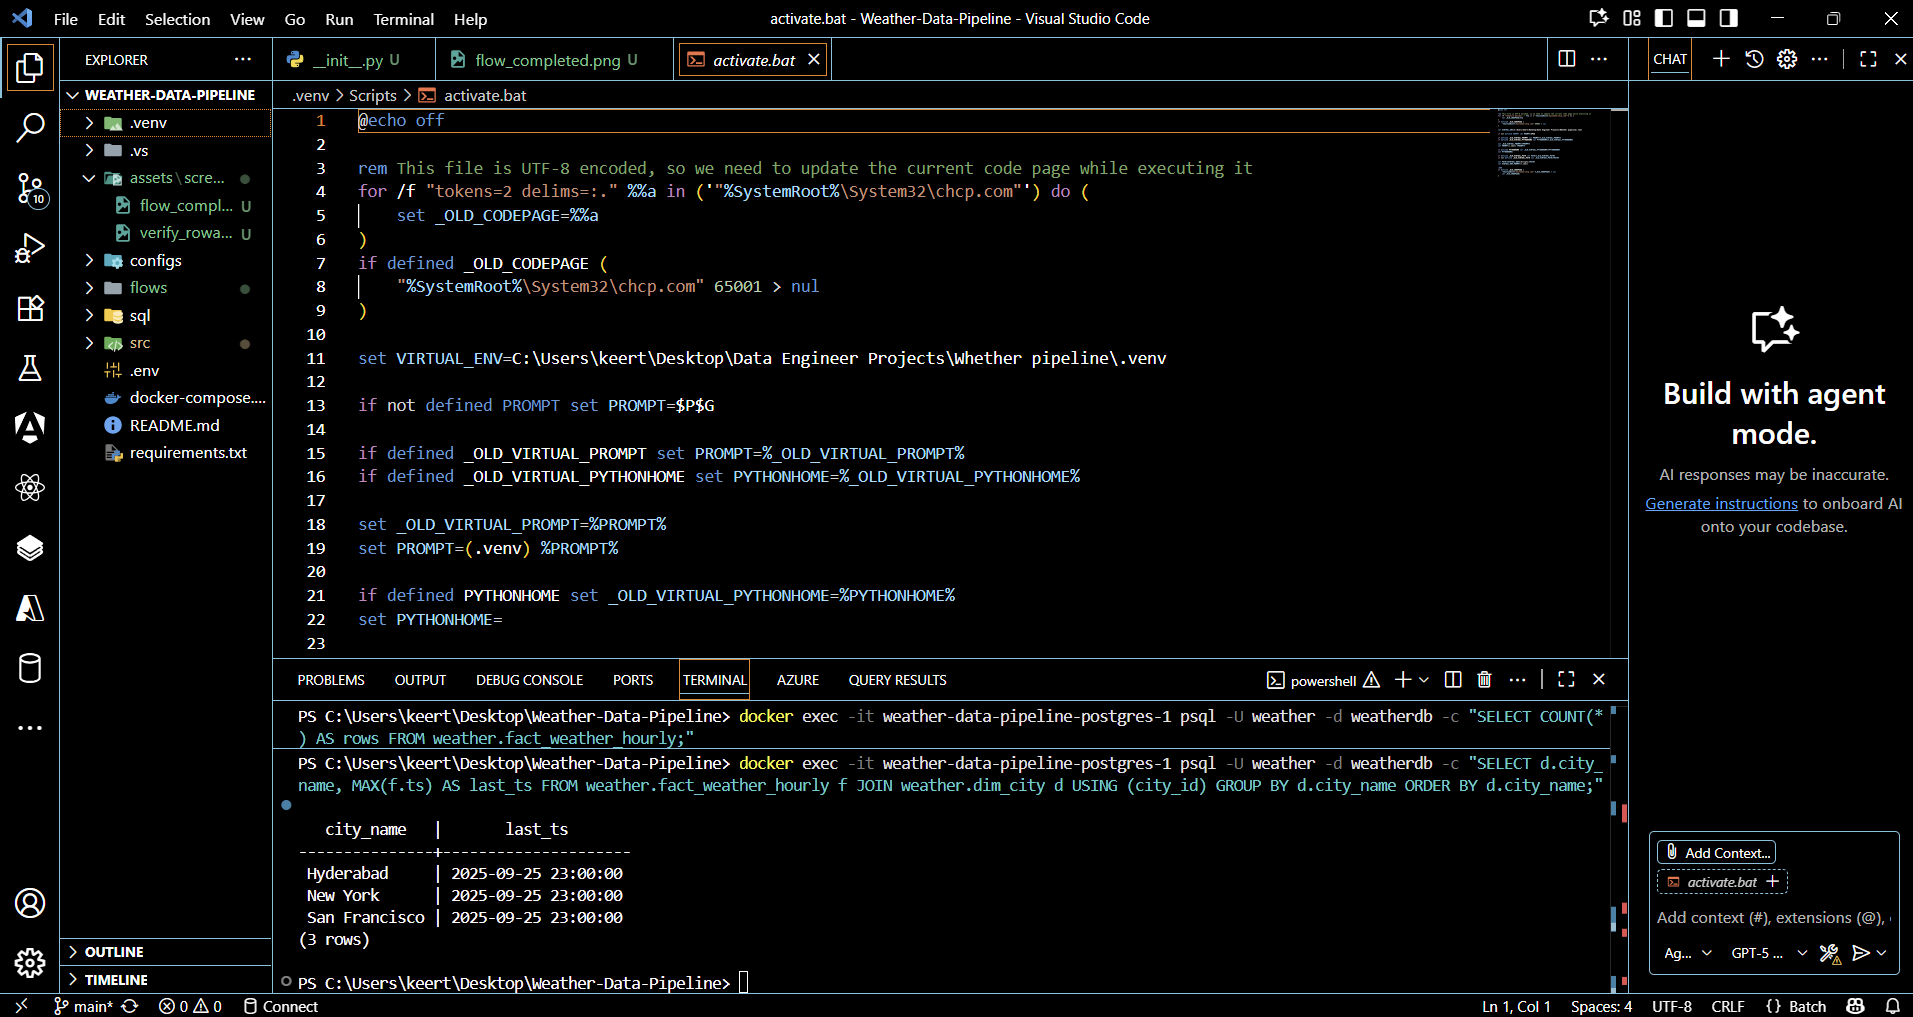 File Edit Selection View Go Run Terminal Help
activate.bat - Weather-Data-Pipeline - Visual Studio Code
EXPLORER
__init__.py U
flow_completed.png U
activate.bat
CHAT
WEATHER-DATA-PIPELINE
.venv
.vs
assets\scre...
flow_compl... U
verify_rowa... U
configs
flows
sql
src
.env
docker-compose....
README.md
requirements.txt
10
OUTLINE
TIMELINE
.venv > Scripts > activate.bat
1 @echo off
2
3 rem This file is UTF-8 encoded, so we need to update the current code page while executing it
4 for /f "tokens=2 delims=:." %%a in ('"%SystemRoot%\System32\chcp.com"') do (
5 set _OLD_CODEPAGE=%%a
6 )
7 if defined _OLD_CODEPAGE (
8 "%SystemRoot%\System32\chcp.com" 65001 > nul
9 )
10
11 set VIRTUAL_ENV=C:\Users\keert\Desktop\Data Engineer Projects\Whether pipeline\.venv
12
13 if not defined PROMPT set PROMPT=$P$G
14
15 if defined _OLD_VIRTUAL_PROMPT set PROMPT=%_OLD_VIRTUAL_PROMPT%
16 if defined _OLD_VIRTUAL_PYTHONHOME set PYTHONHOME=%_OLD_VIRTUAL_PYTHONHOME%
17
18 set _OLD_VIRTUAL_PROMPT=%PROMPT%
19 set PROMPT=(.venv) %PROMPT%
20
21 if defined PYTHONHOME set _OLD_VIRTUAL_PYTHONHOME=%PYTHONHOME%
22 set PYTHONHOME=
23
PROBLEMS OUTPUT DEBUG CONSOLE PORTS TERMINAL AZURE QUERY RESULTS
powershell
PS C:\Users\keert\Desktop\Weather-Data-Pipeline> docker exec -it weather-data-pipeline-postgres-1 psql -U weather -d weatherdb -c "SELECT COUNT(*
) AS rows FROM weather.fact_weather_hourly;"
PS C:\Users\keert\Desktop\Weather-Data-Pipeline> docker exec -it weather-data-pipeline-postgres-1 psql -U weather -d weatherdb -c "SELECT d.city_
name, MAX(f.ts) AS last_ts FROM weather.fact_weather_hourly f JOIN weather.dim_city d USING (city_id) GROUP BY d.city_name ORDER BY d.city_name;"
city_name | last_ts
---------------+---------------------
Hyderabad | 2025-09-25 23:00:00
New York | 2025-09-25 23:00:00
San Francisco | 2025-09-25 23:00:00
(3 rows)
PS C:\Users\keert\Desktop\Weather-Data-Pipeline>
Build with agent
mode.
AI responses may be inaccurate.
Generate instructions to onboard AI
onto your codebase.
Add Context...
activate.bat +
Add context (#), extensions (@),
Ag... GPT-5 ...
main* 0 0 Connect
Ln 1, Col 1 Spaces: 4 UTF-8 CRLF {} Batch